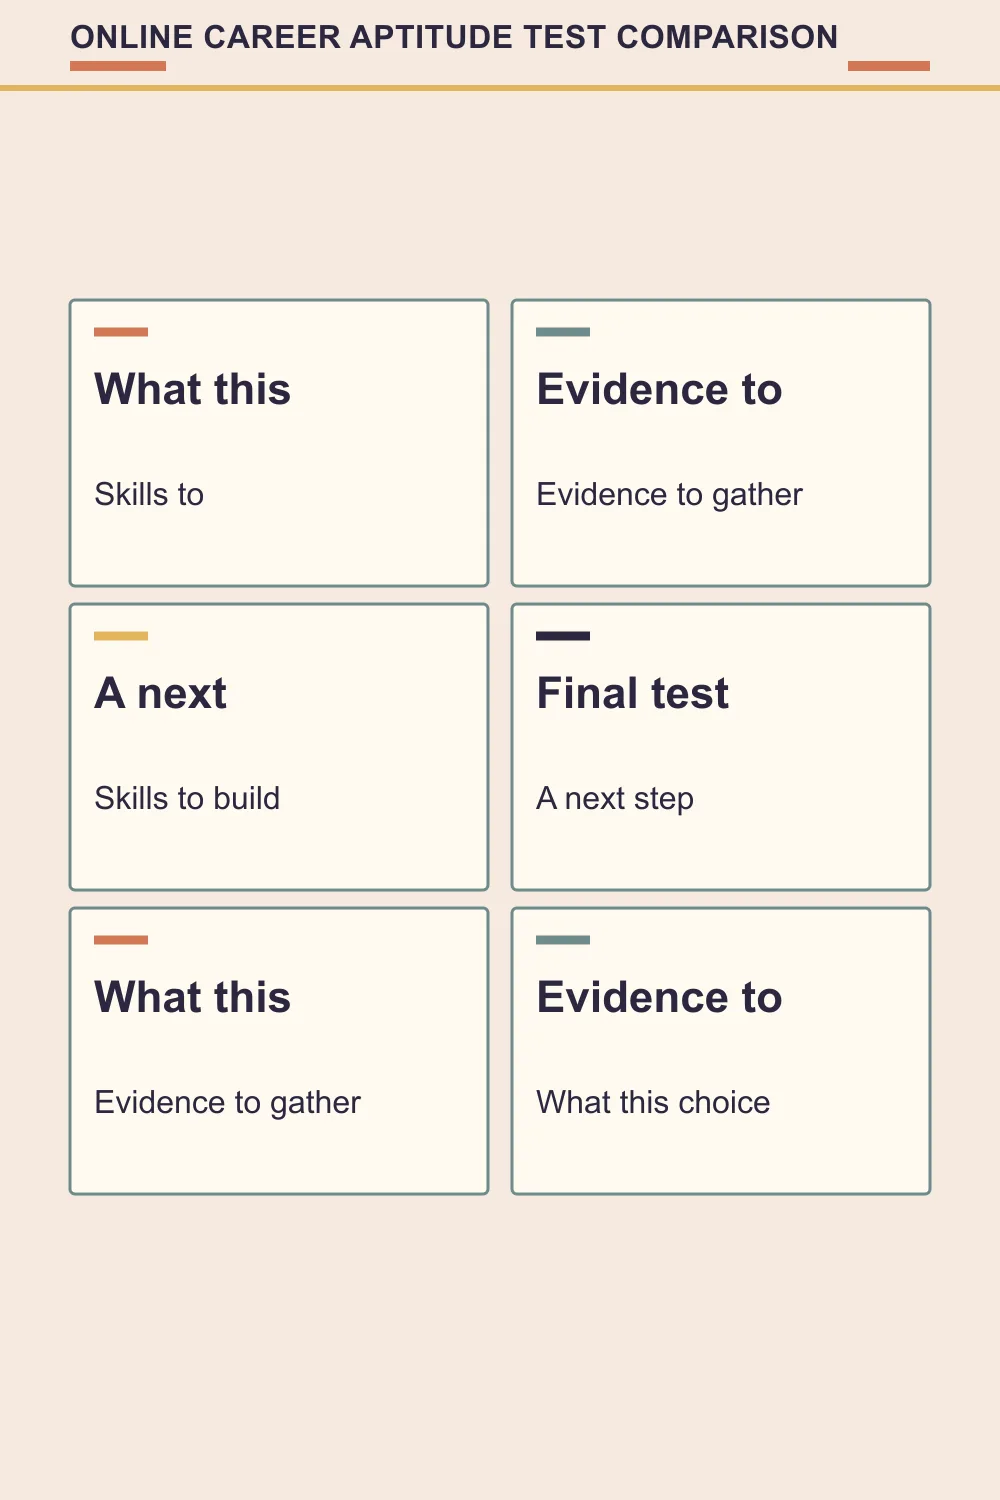 ONLINE CAREER APTITUDE TEST COMPARISON
What this
Skills to
Evidence to
Evidence to gather
A next
Skills to build
Final test
A next step
What this
Evidence to gather
Evidence to
What this choice